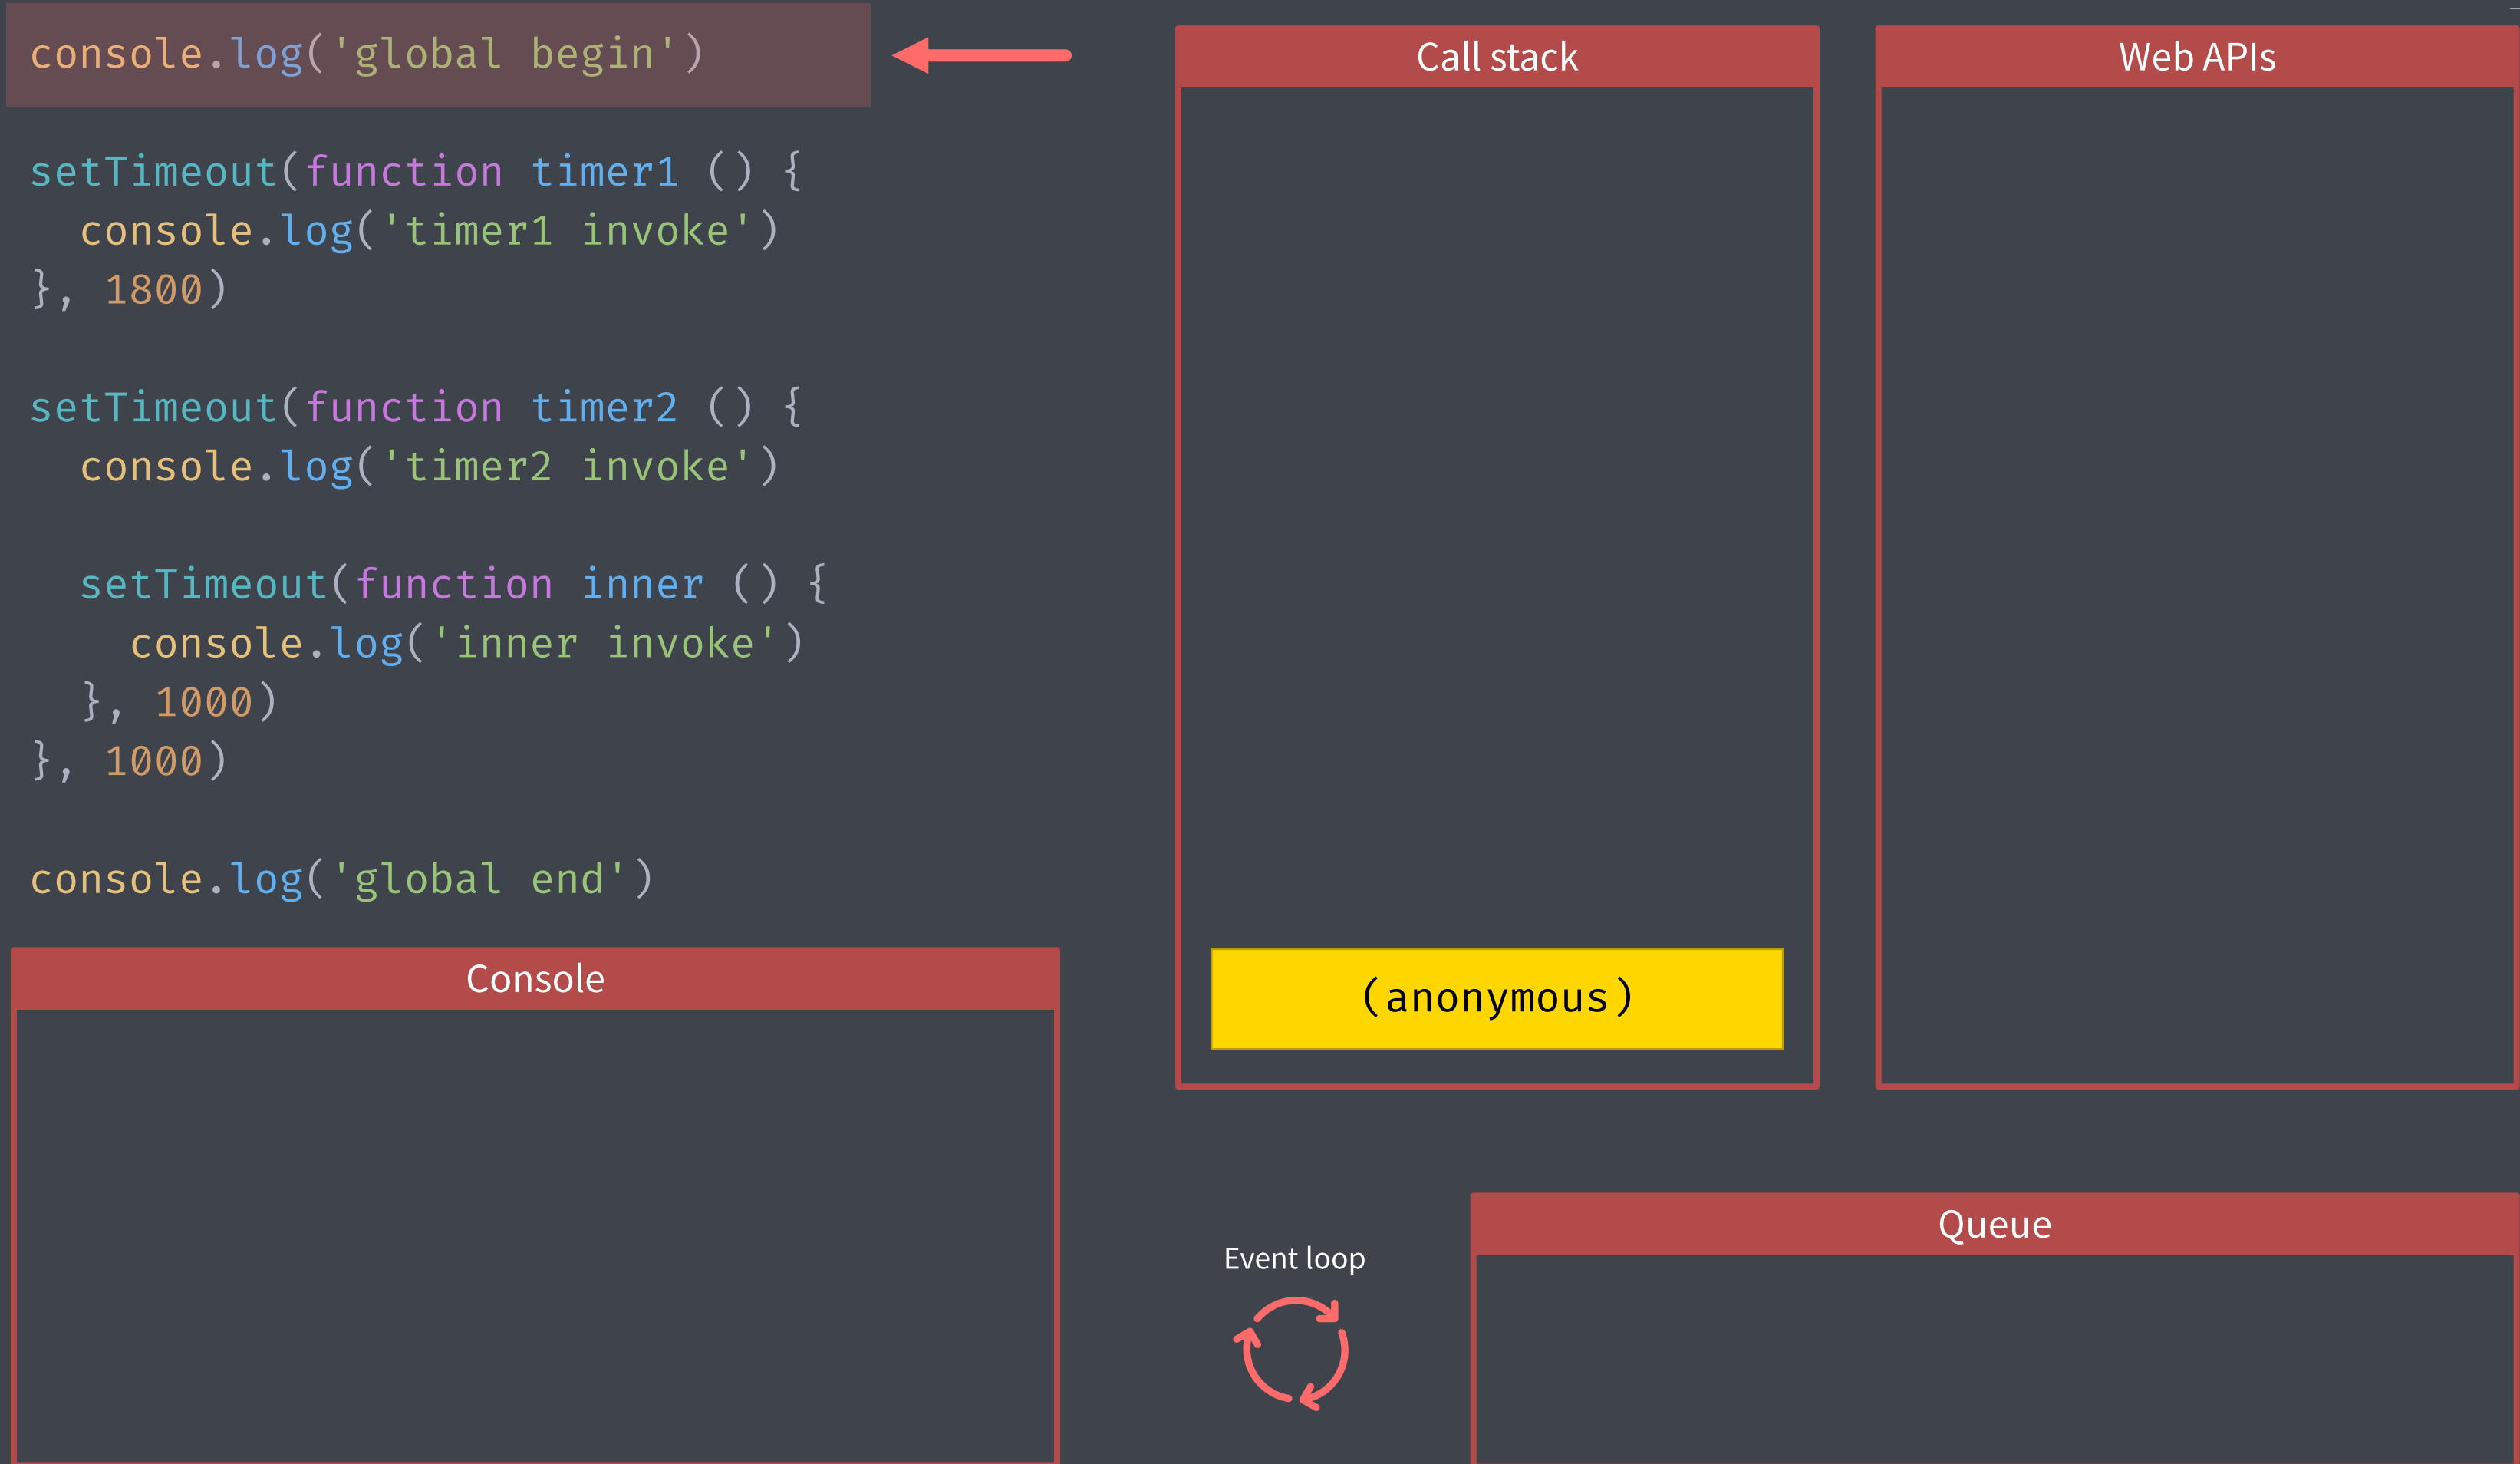 console.log('global begin')
setTimeout(function timer1 () {
  console.log('timer1 invoke')
}, 1800)
setTimeout(function timer2 () {
  console.log('timer2 invoke')
  setTimeout(function inner () {
    console.log('inner invoke')
  }, 1000)
}, 1000)
console.log('global end')
Console
Call stack
(anonymous)
Web APIs
Event loop
Queue